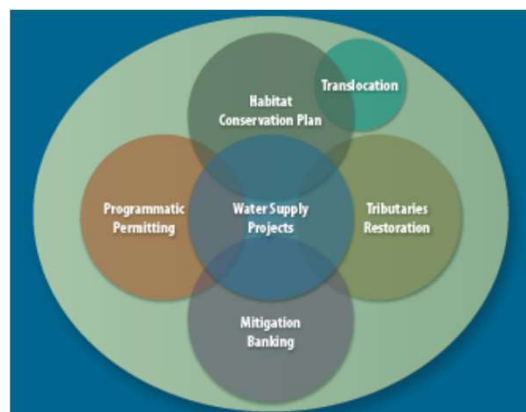 Translocation
Habitat
Conservation Plan
Programmatic
Permitting
Water Supply
Projects
Tributaries
Restoration
Mitigation
Banking